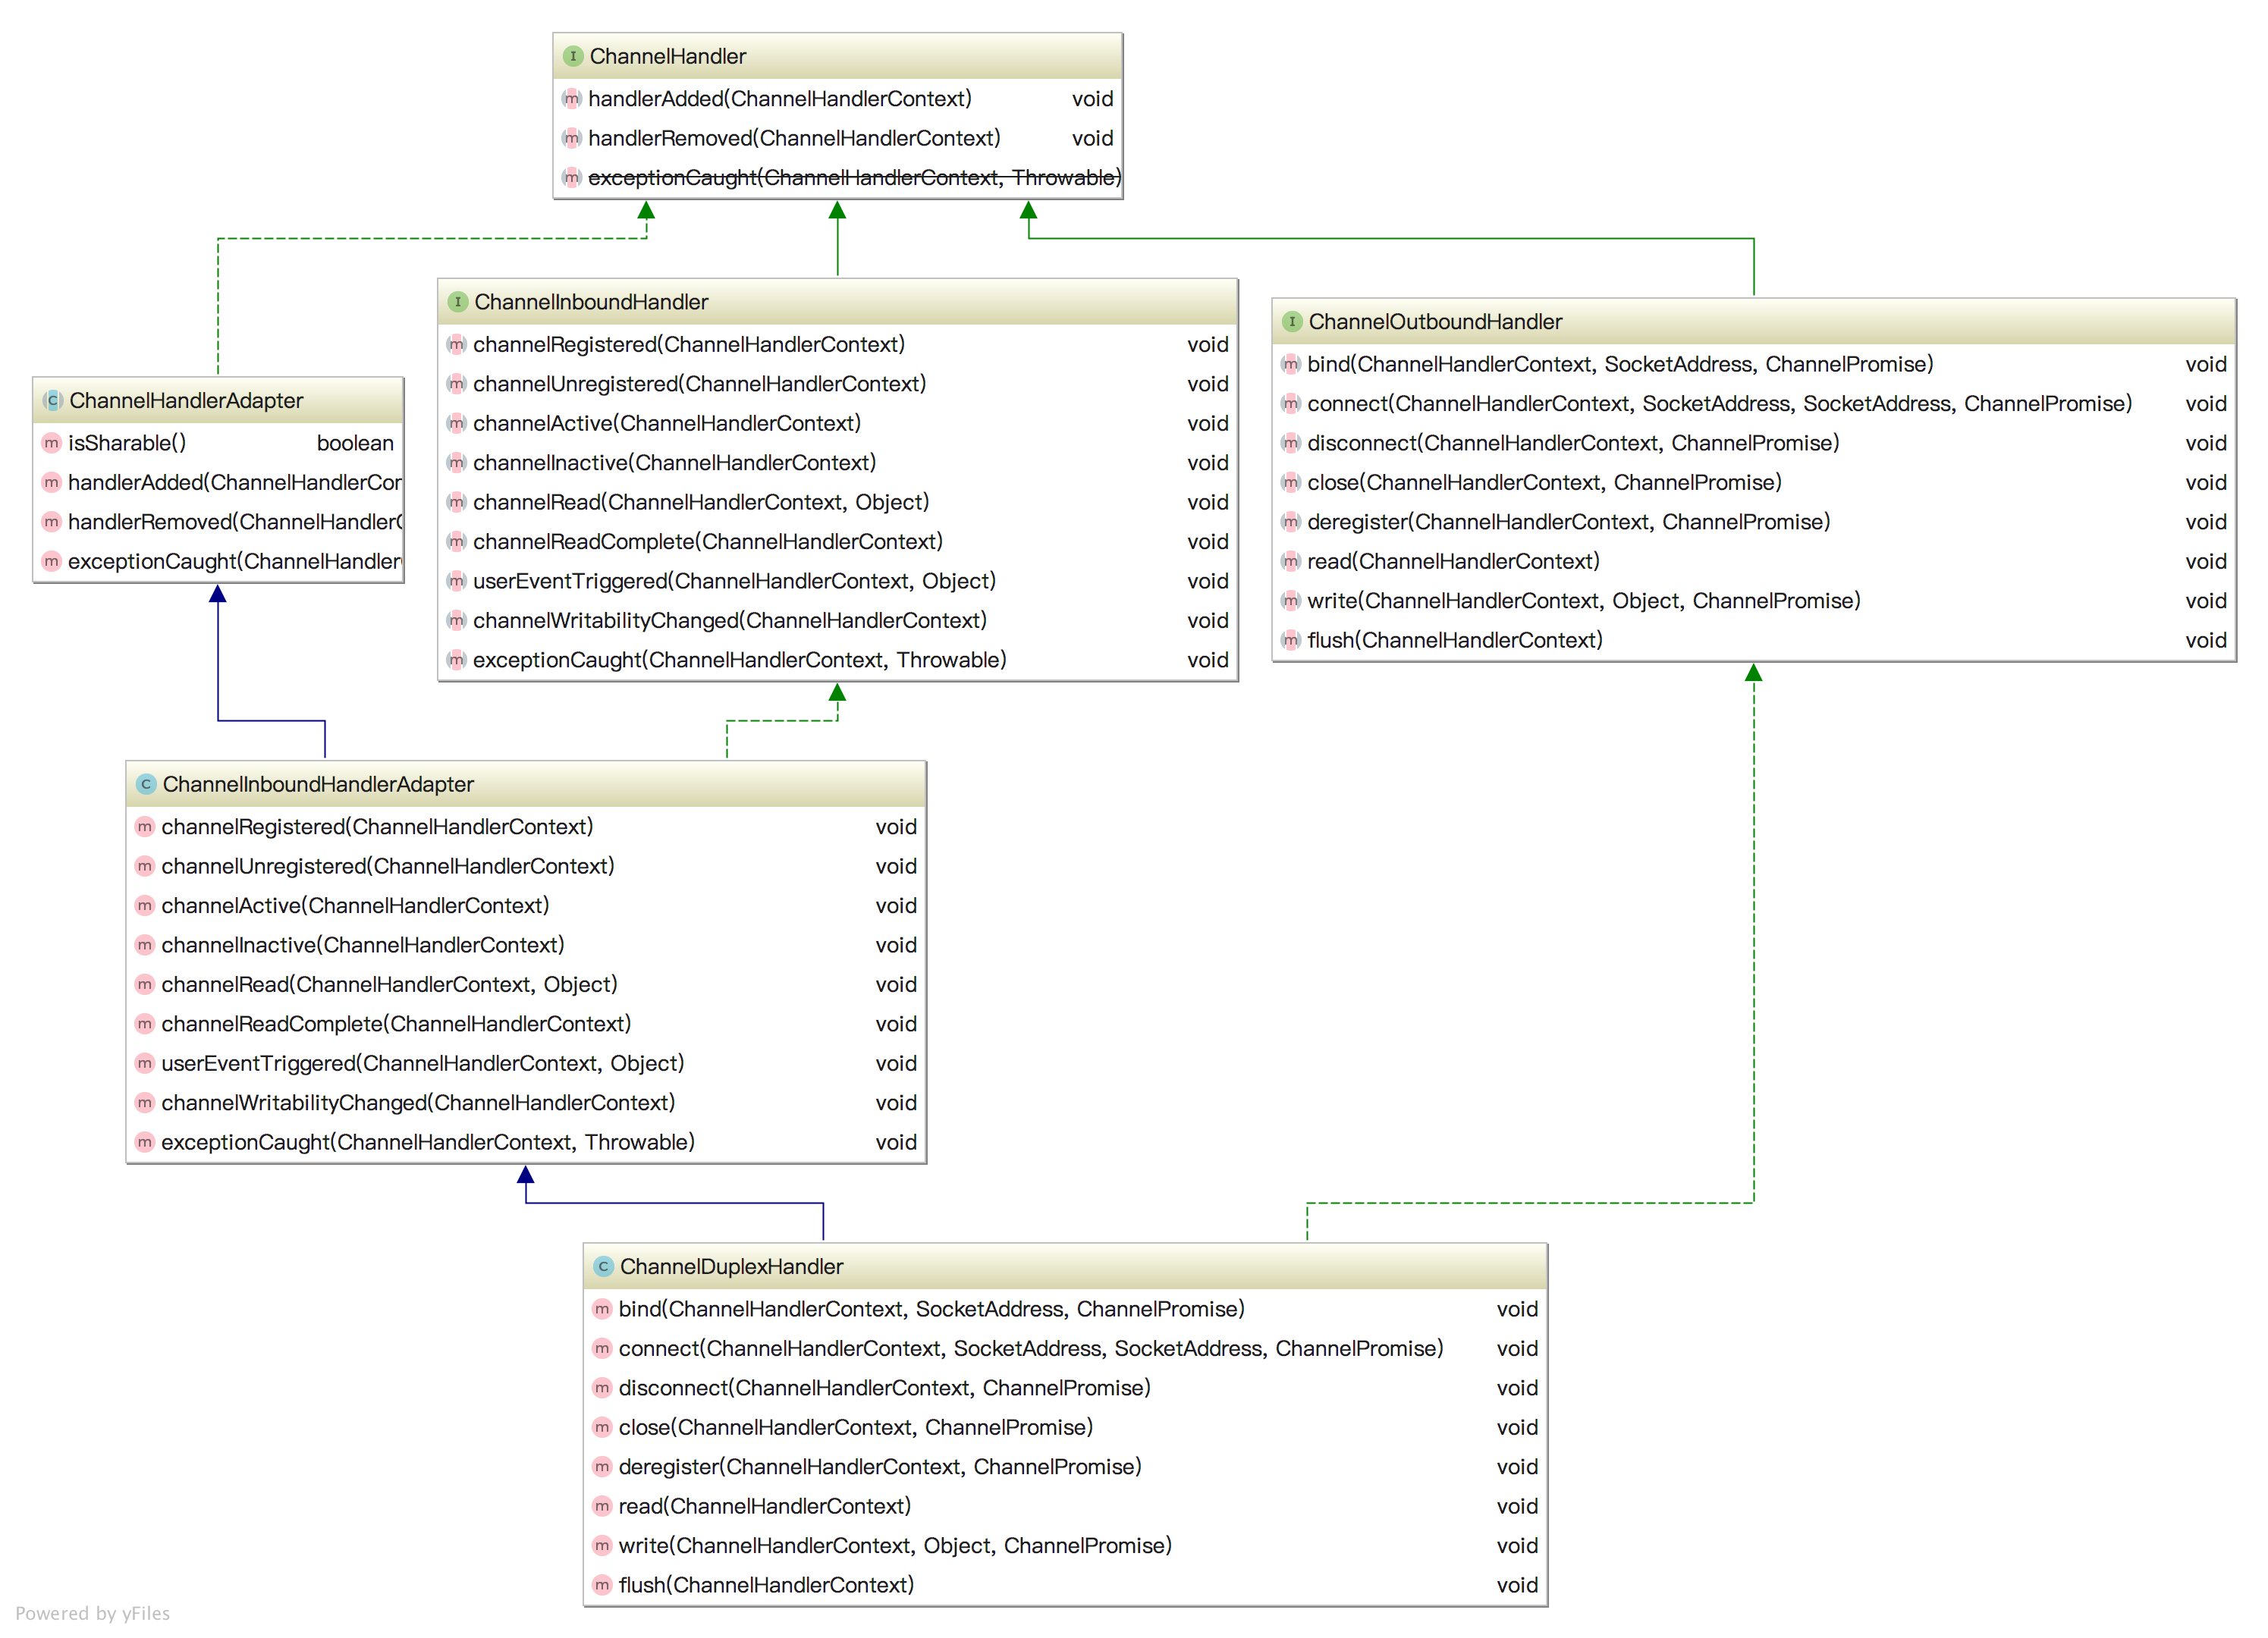 ChannelHandler
handlerAdded(ChannelHandlerContext) void
handlerRemoved(ChannelHandlerContext) void
exceptionCaught(ChannelHandlerContext, Throwable)
ChannelInboundHandler
channelRegistered(ChannelHandlerContext) void
channelUnregistered(ChannelHandlerContext) void
channelActive(ChannelHandlerContext) void
channelInactive(ChannelHandlerContext) void
channelRead(ChannelHandlerContext, Object) void
channelReadComplete(ChannelHandlerContext) void
userEventTriggered(ChannelHandlerContext, Object) void
channelWritabilityChanged(ChannelHandlerContext) void
exceptionCaught(ChannelHandlerContext, Throwable) void
ChannelOutboundHandler
bind(ChannelHandlerContext, SocketAddress, ChannelPromise) void
connect(ChannelHandlerContext, SocketAddress, SocketAddress, ChannelPromise) void
disconnect(ChannelHandlerContext, ChannelPromise) void
close(ChannelHandlerContext, ChannelPromise) void
deregister(ChannelHandlerContext, ChannelPromise) void
read(ChannelHandlerContext) void
write(ChannelHandlerContext, Object, ChannelPromise) void
flush(ChannelHandlerContext) void
ChannelHandlerAdapter
isSharable() boolean
handlerAdded(ChannelHandlerCon
handlerRemoved(ChannelHandlerC
exceptionCaught(ChannelHandler
ChannelInboundHandlerAdapter
channelRegistered(ChannelHandlerContext) void
channelUnregistered(ChannelHandlerContext) void
channelActive(ChannelHandlerContext) void
channelInactive(ChannelHandlerContext) void
channelRead(ChannelHandlerContext, Object) void
channelReadComplete(ChannelHandlerContext) void
userEventTriggered(ChannelHandlerContext, Object) void
channelWritabilityChanged(ChannelHandlerContext) void
exceptionCaught(ChannelHandlerContext, Throwable) void
ChannelDuplexHandler
bind(ChannelHandlerContext, SocketAddress, ChannelPromise) void
connect(ChannelHandlerContext, SocketAddress, SocketAddress, ChannelPromise) void
disconnect(ChannelHandlerContext, ChannelPromise) void
close(ChannelHandlerContext, ChannelPromise) void
deregister(ChannelHandlerContext, ChannelPromise) void
read(ChannelHandlerContext) void
write(ChannelHandlerContext, Object, ChannelPromise) void
flush(ChannelHandlerContext) void
Powered by yFiles